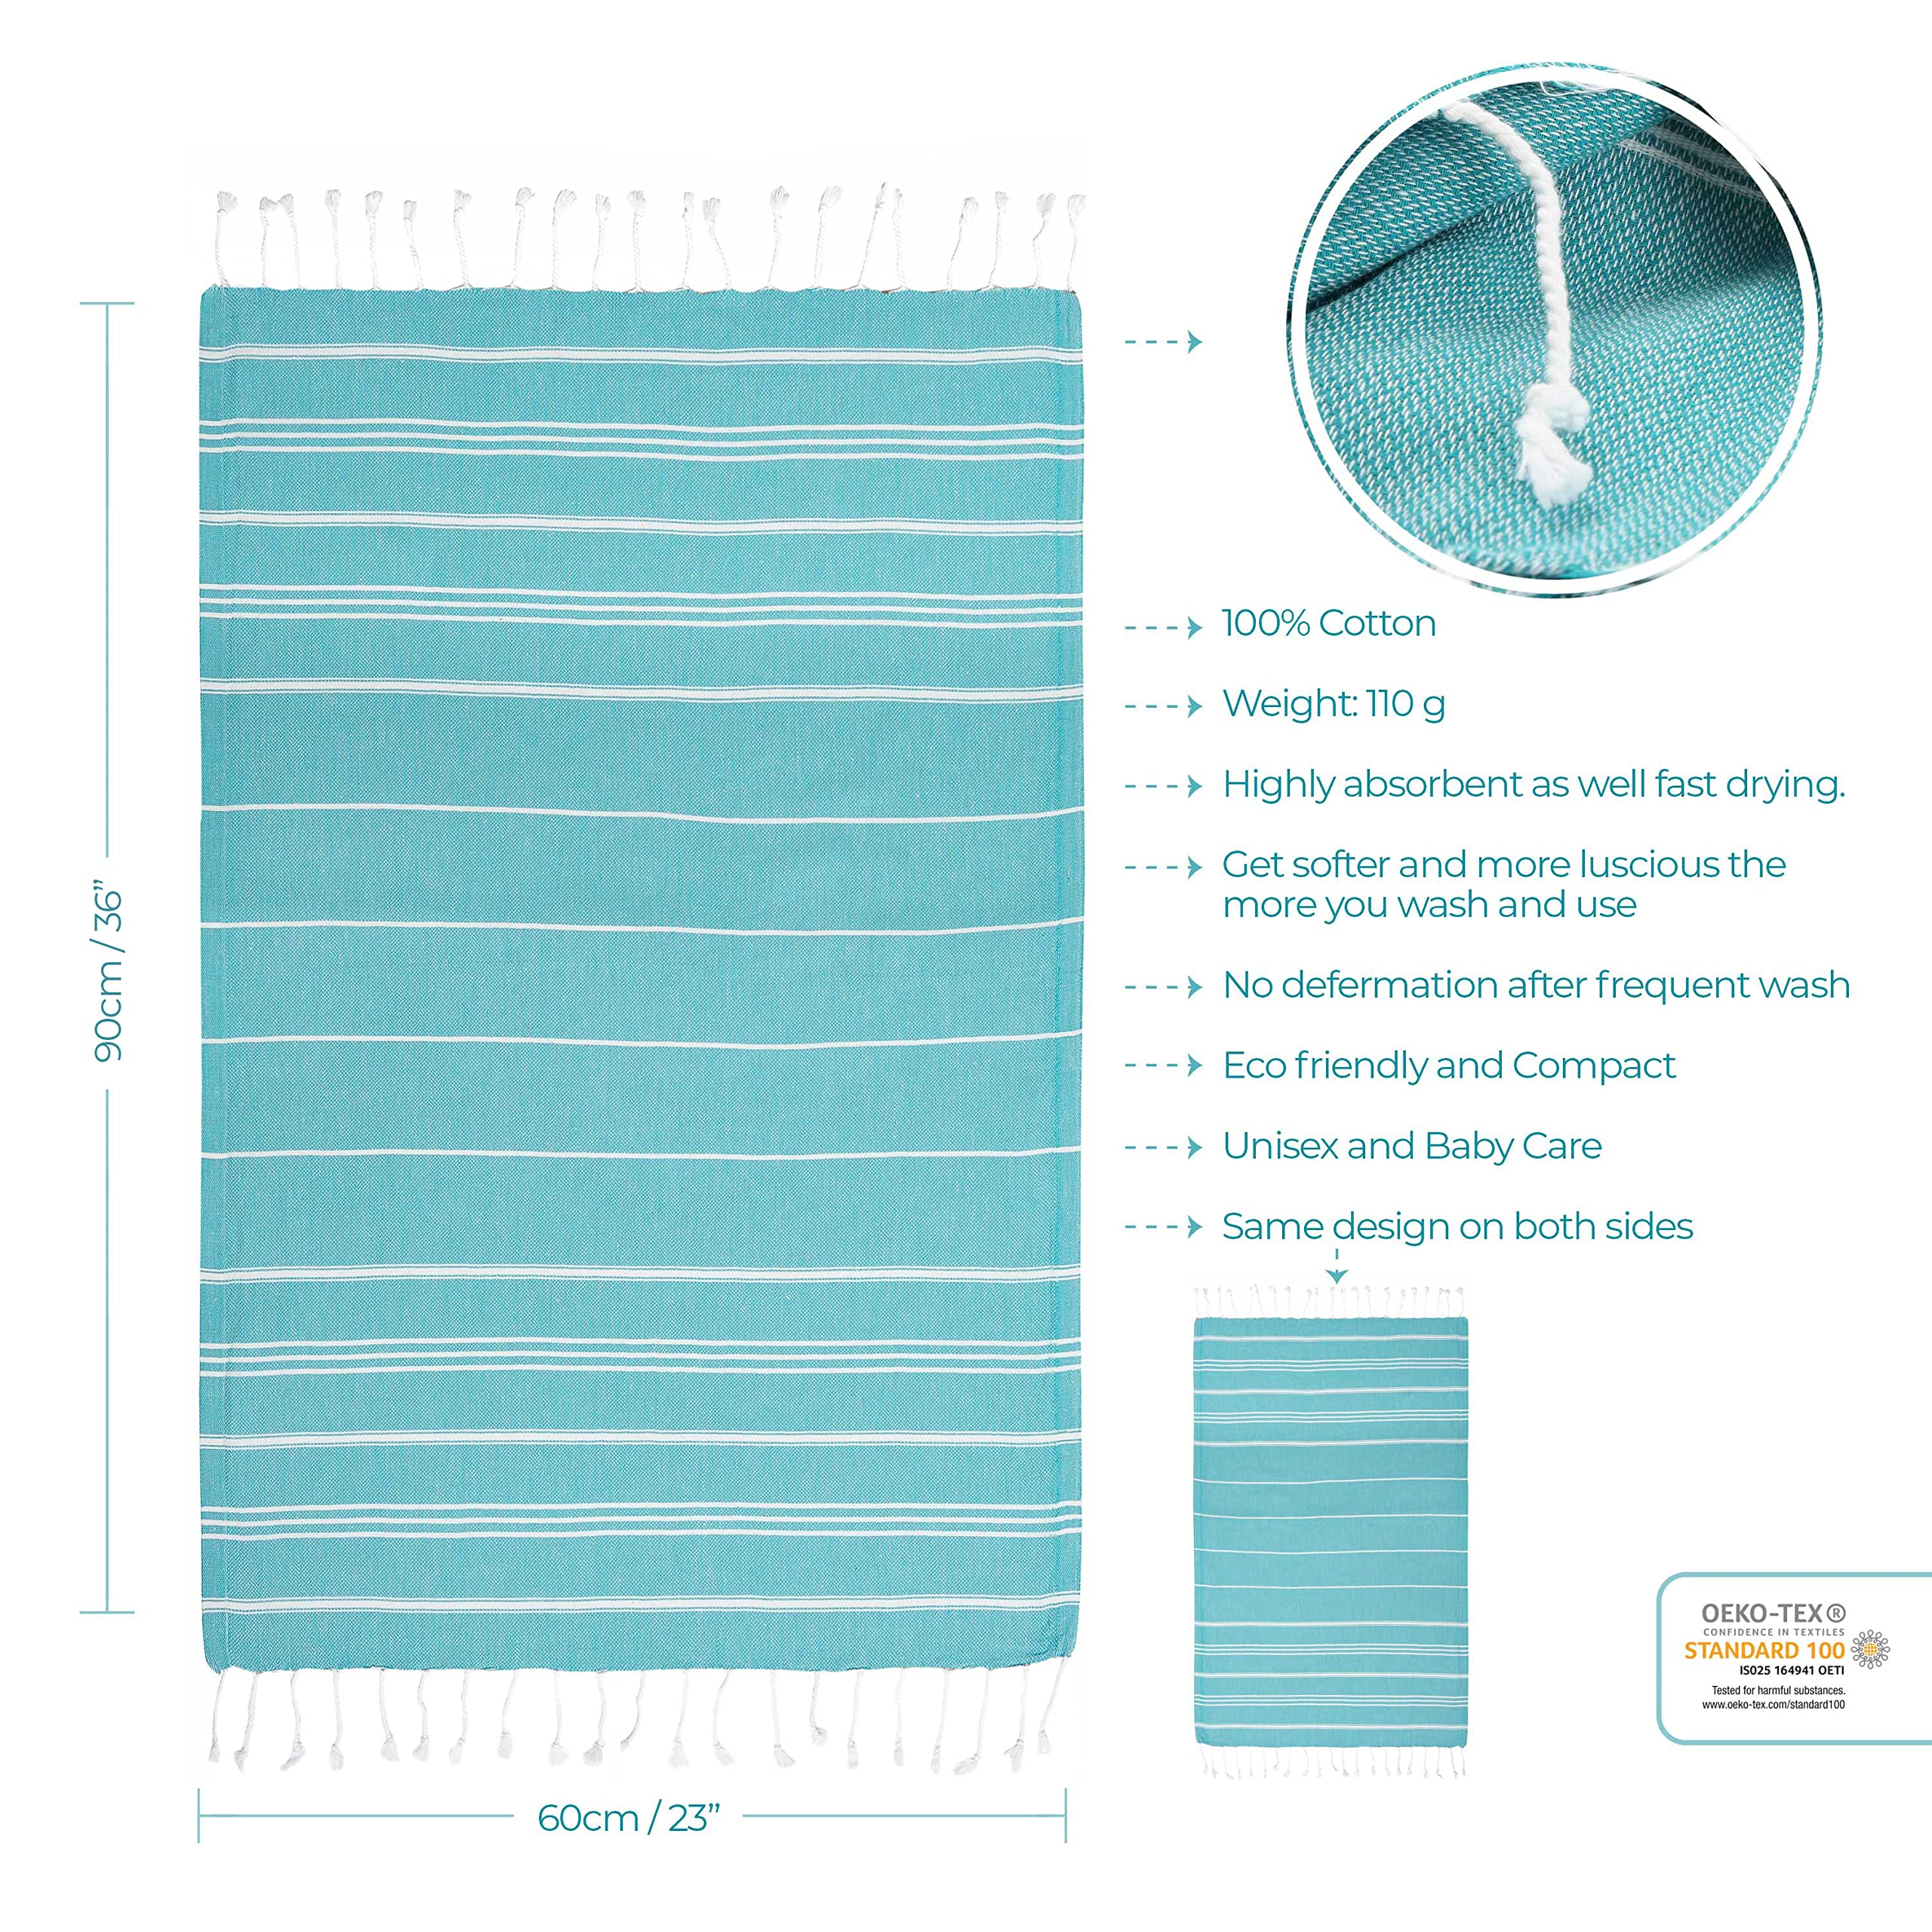 90cm / 36”
100% Cotton
Weight: 110 g
Highly absorbent as well fast drying.
Get softer and more luscious the
more you wash and use
No defermation after frequent wash
Eco friendly and Compact
Unisex and Baby Care
Same design on both sides
OEKO-TEX®
CONFIDENCE IN TEXTILES
STANDARD 100
IS025 164941 OETI
Tested for harmful substances.
www.oeko-tex.com/standard100
60cm / 23”